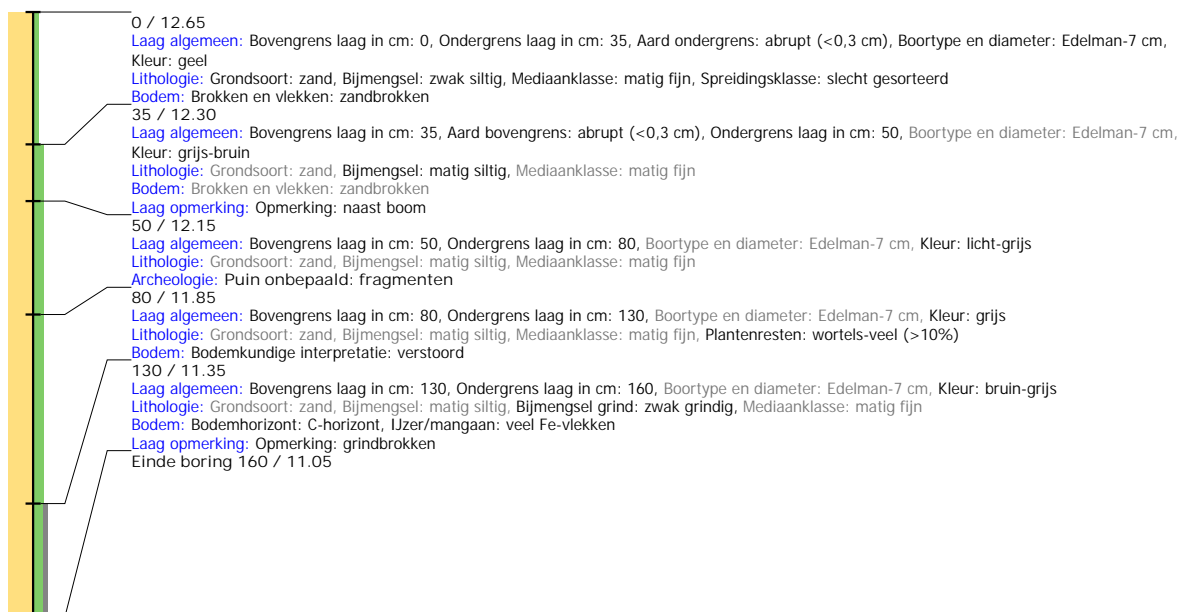 0 / 12.65
Laag algemeen: Bovengrens laag in cm: 0, Ondergrens laag in cm: 35, Aard ondergrens: abrupt (<0,3 cm), Boortype en diameter: Edelman-7 cm,
Kleur: geel
Lithologie: Grondsoort: zand, Bijmengsel: zwak siltig, Mediaanklasse: matig fijn, Spreidingsklasse: slecht gesorteerd
Bodem: Brokken en vlekken: zandbrokken
35 / 12.30
Laag algemeen: Bovengrens laag in cm: 35, Aard bovengrens: abrupt (<0,3 cm), Ondergrens laag in cm: 50, Boortype en diameter: Edelman-7 cm,
Kleur: grijs-bruin
Lithologie: Grondsoort: zand, Bijmengsel: matig siltig, Mediaanklasse: matig fijn
Bodem: Brokken en vlekken: zandbrokken
Laag opmerking: Opmerking: naast boom
50 / 12.15
Laag algemeen: Bovengrens laag in cm: 50, Ondergrens laag in cm: 80, Boortype en diameter: Edelman-7 cm, Kleur: licht-grijs
Lithologie: Grondsoort: zand, Bijmengsel: matig siltig, Mediaanklasse: matig fijn
Archeologie: Puin onbepaald: fragmenten
80 / 11.85
Laag algemeen: Bovengrens laag in cm: 80, Ondergrens laag in cm: 130, Boortype en diameter: Edelman-7 cm, Kleur: grijs
Lithologie: Grondsoort: zand, Bijmengsel: matig siltig, Mediaanklasse: matig fijn, Plantenresten: wortels-veel (>10%)
Bodem: Bodemkundige interpretatie: verstoord
130 / 11.35
Laag algemeen: Bovengrens laag in cm: 130, Ondergrens laag in cm: 160, Boortype en diameter: Edelman-7 cm, Kleur: bruin-grijs
Lithologie: Grondsoort: zand, Bijmengsel: matig siltig, Bijmengsel grind: zwak grindig, Mediaanklasse: matig fijn
Bodem: Bodemhorizont: C-horizont, IJzer/mangaan: veel Fe-vlekken
Laag opmerking: Opmerking: grindbrokken
Einde boring 160 / 11.05